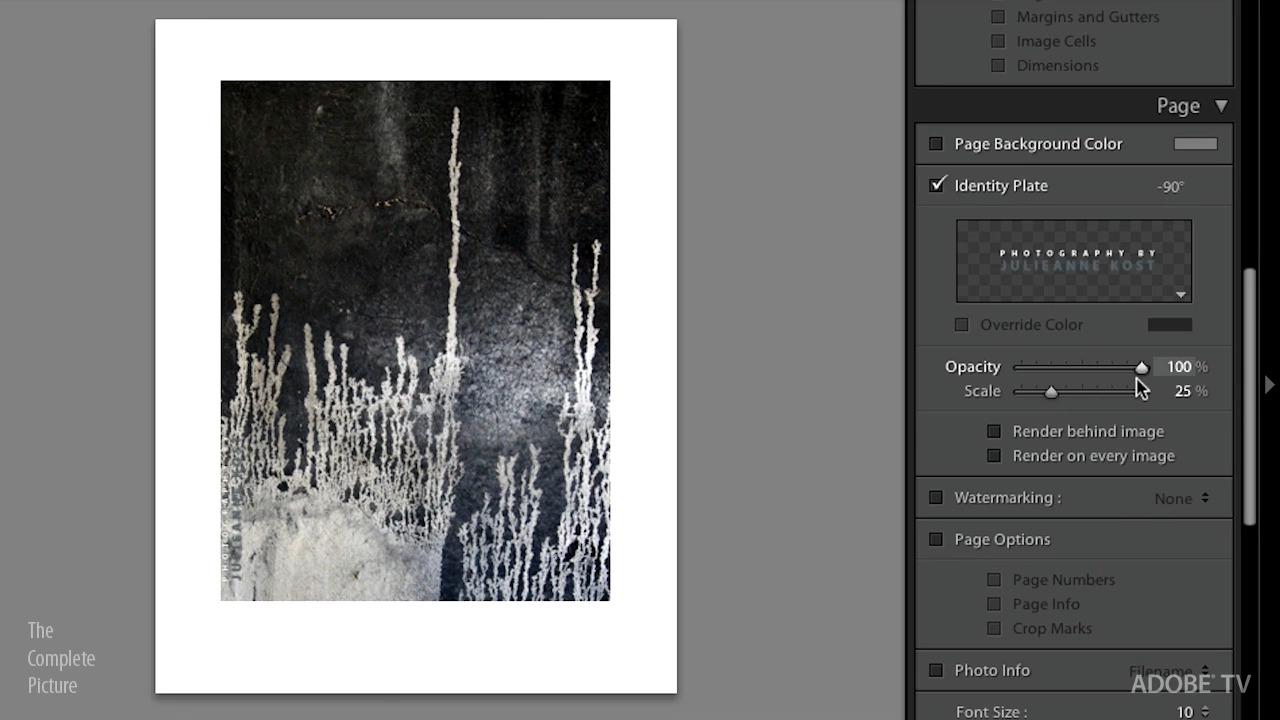 Margins and Gutters
Image Cells
Dimensions
Page
Page Background Color
Identity Plate -90°
PHOTOGRAPHY BY
JULIEANNE KOST
Override Color
Opacity 100 %
Scale 25 %
Render behind image
Render on every image
Watermarking : None
Page Options
Page Numbers
Page Info
Crop Marks
Photo Info Filename
Font Size : 10
The
Complete
Picture
ADOBE® TV